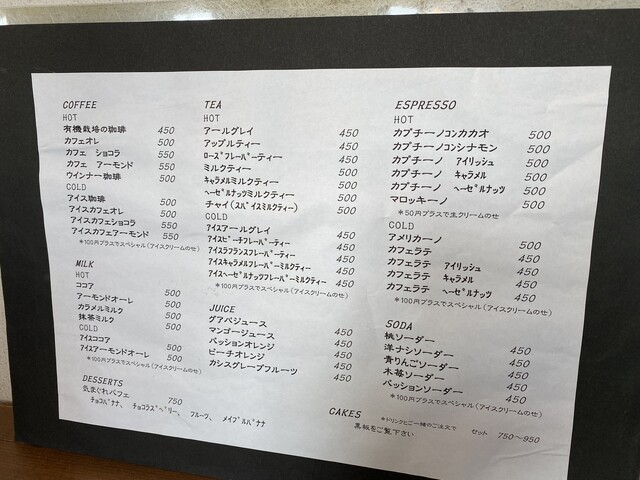 COFFEE
HOT
有機栽培の珈琲 450
カフェオレ 500
カフェ ショコラ 550
カフェ アーモンド 550
ウインナー珈琲 500
COLD
アイス珈琲 500
アイスカフェオレ 500
アイスカフェショコラ 550
アイスカフェアーモンド 550
*100円プラスでスペシャル(アイスクリームのせ)
MILK
HOT
ココア 500
アーモンドオーレ 500
カラメルミルク 500
抹茶ミルク 500
COLD
アイスココア 500
アイスアーモンドオーレ 500
*100円プラスでスペシャル(アイスクリームのせ)
DESSERTS
気まぐれパフェ 750
チョコバナナ、 チョコラズベリー、 フルーツ、 メイプルバナナ
TEA
HOT
アールグレイ 450
アップルティー 450
ローズフレーバーティー 450
ミルクティー 450
キャラメルミルクティー 500
ヘーゼルナッツミルクティー 500
チャイ(スパイスミルクティー) 500
COLD
アイスアールグレイ 450
アイスピーチフレーバーティー 450
アイスラフランスフレーバーティー 450
アイスキャラメルフレーバーミルクティー 450
アイスヘーゼルナッツフレーバーミルクティー 450
*100円プラスでスペシャル(アイスクリームのせ)
JUICE
グアバジュース 450
マンゴージュース 450
パッションオレンジ 450
ピーチオレンジ 450
カシスグレープフルーツ 450
ESPRESSO
HOT
カプチーノコンカカオ 500
カプチーノコンシナモン 500
カプチーノ アイリッシュ 500
カプチーノ キャラメル 500
カプチーノ ヘーゼルナッツ 500
マロッキーノ 500
*50円プラスで生クリームのせ
COLD
アメリカーノ 450
カフェラテ 450
カフェラテ アイリッシュ 450
カフェラテ キャラメル 450
カフェラテ ヘーゼルナッツ 450
*100円プラスでスペシャル(アイスクリームのせ)
SODA
桃ソーダー 450
洋ナシソーダー 450
青りんごソーダー 450
木苺ソーダー 450
パッションソーダー 450
*100円プラスでスペシャル(アイスクリームのせ)
CAKES *ドリンクとご一緒のご注文で セット 750〜950
黒板をご覧下さい